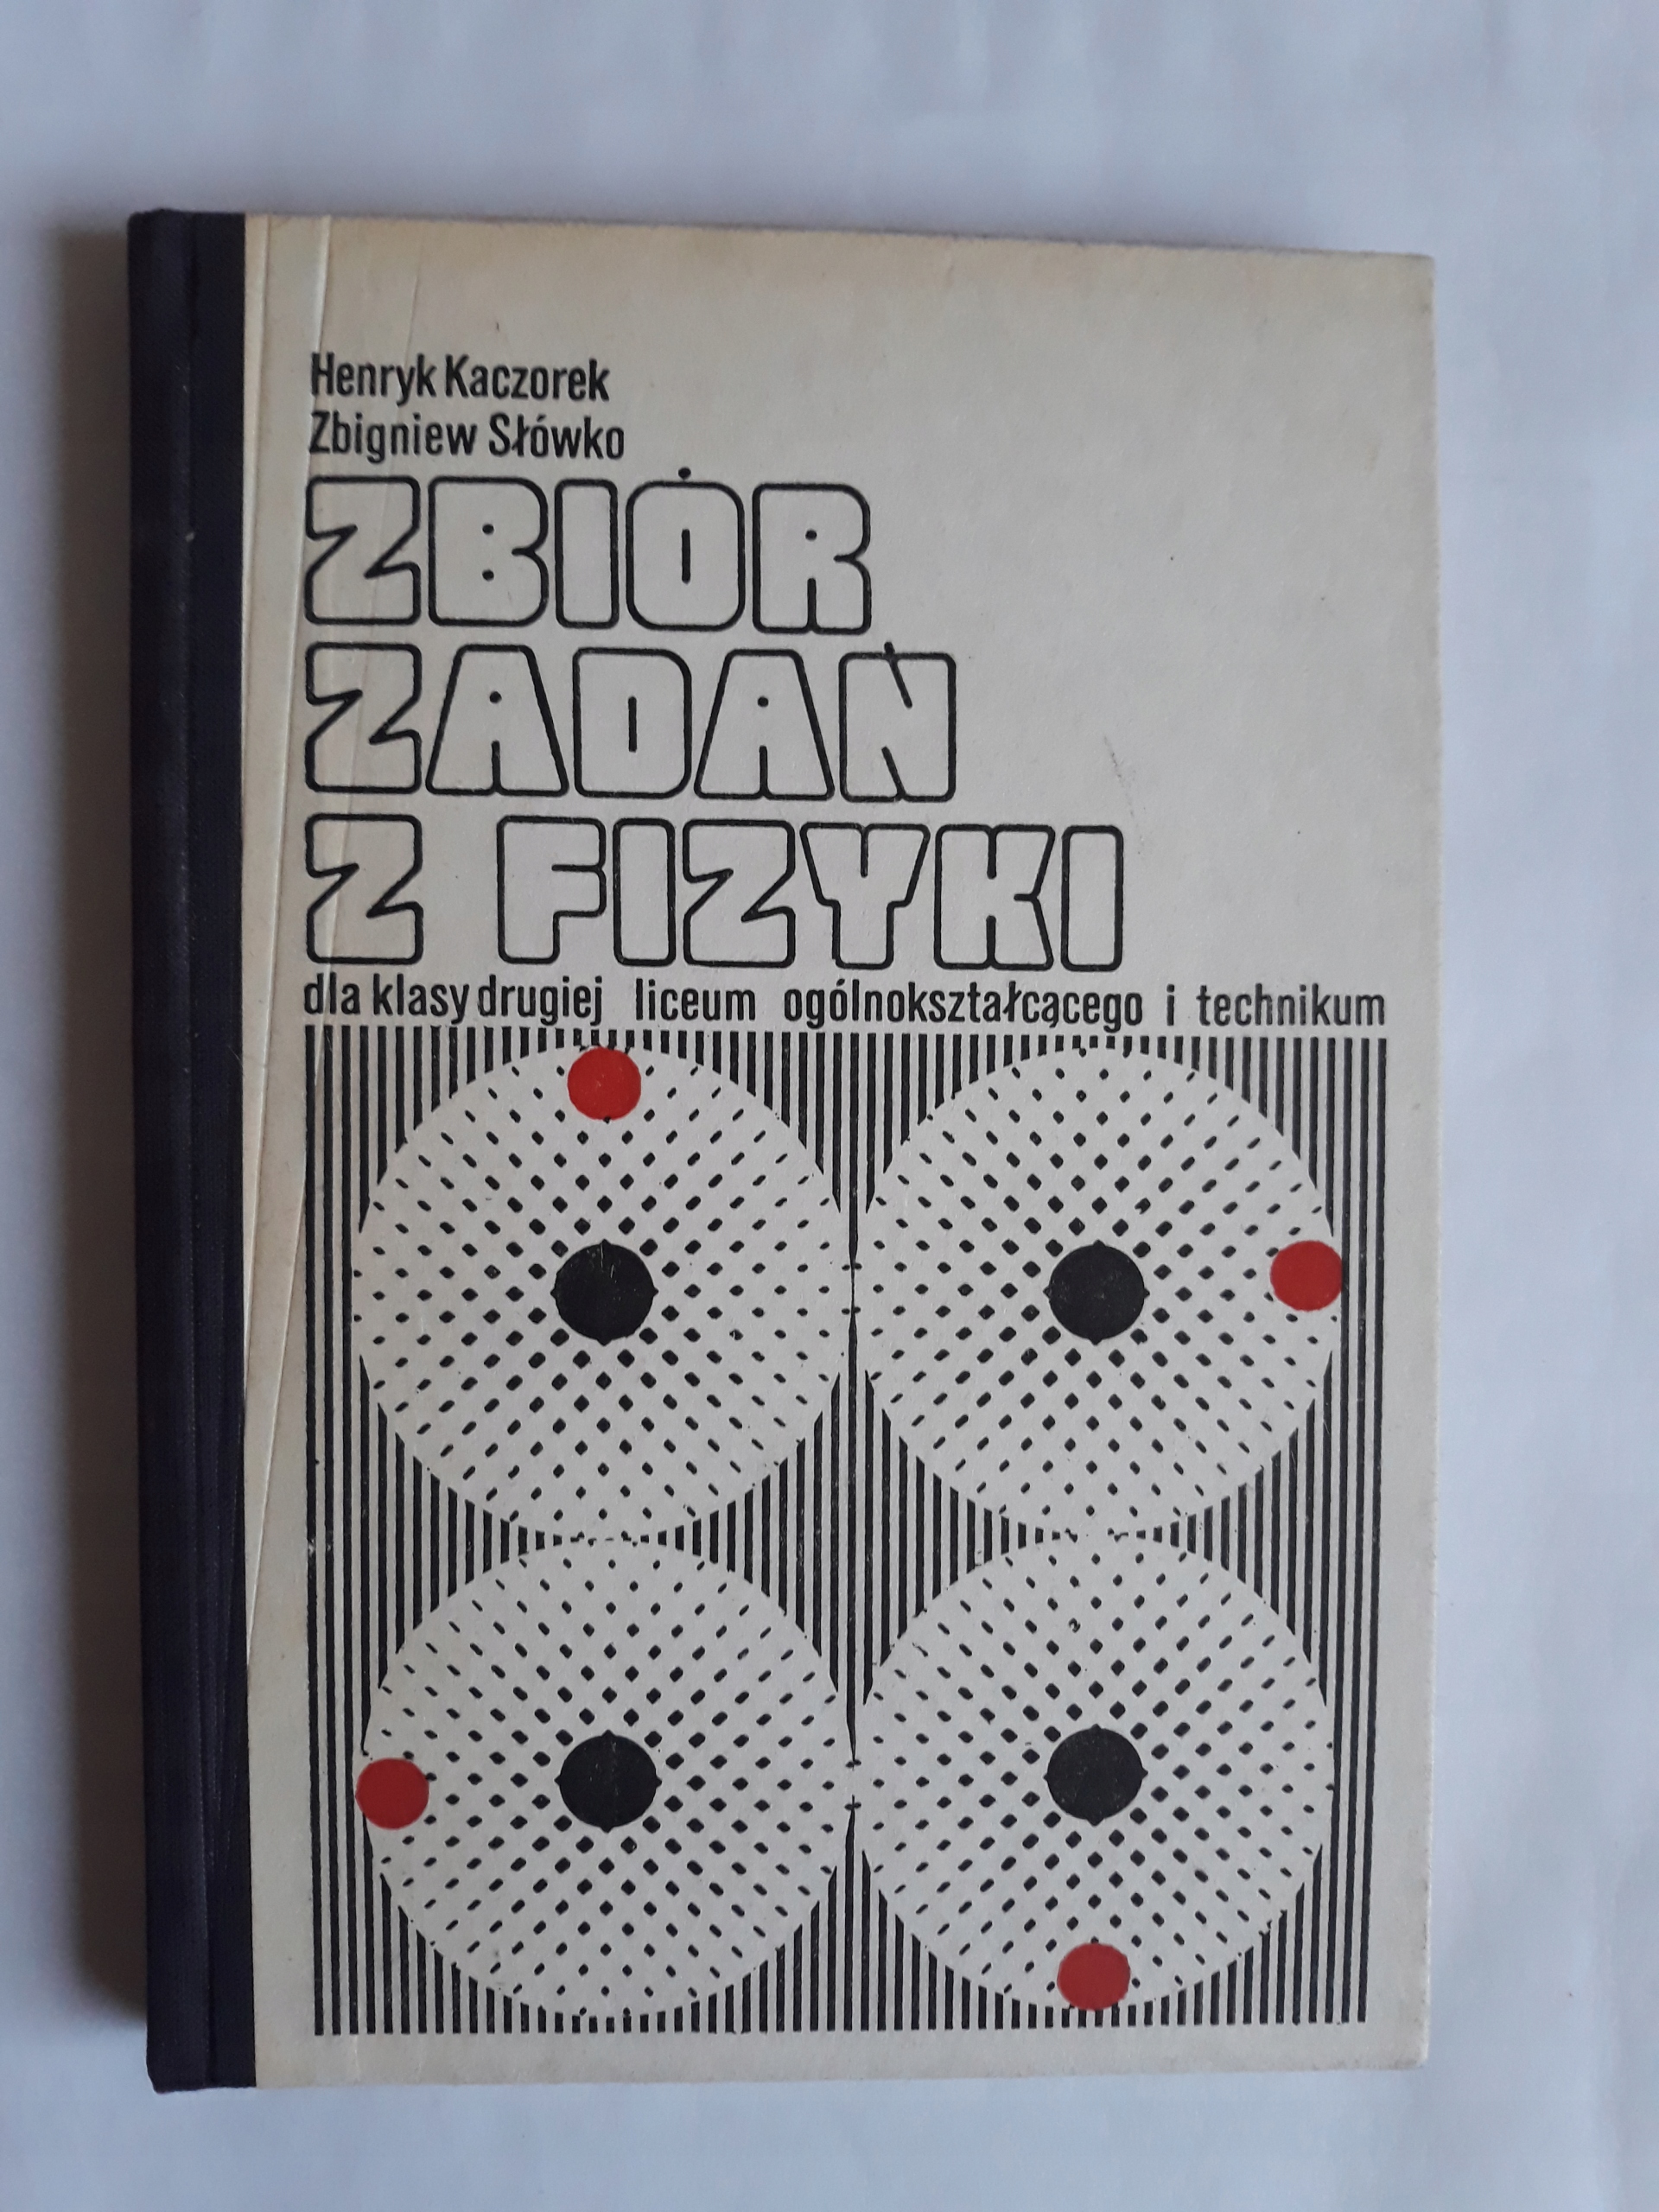 Henryk Kaczorek
Zbigniew Słówko
ZBIÓR
ZADAŃ
Z FIZYKI
dla klasy drugiej liceum ogólnokształcącego i technikum